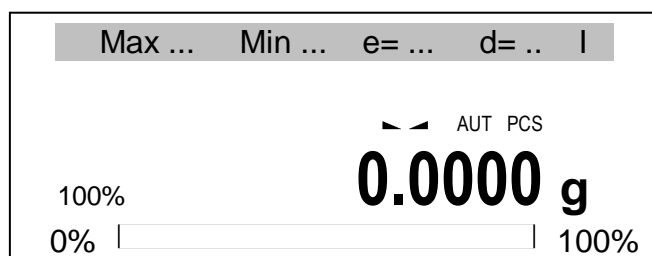 Max ... Min ... e= ... d= .. I
AUT PCS
0.0000 g
100%
0% 100%